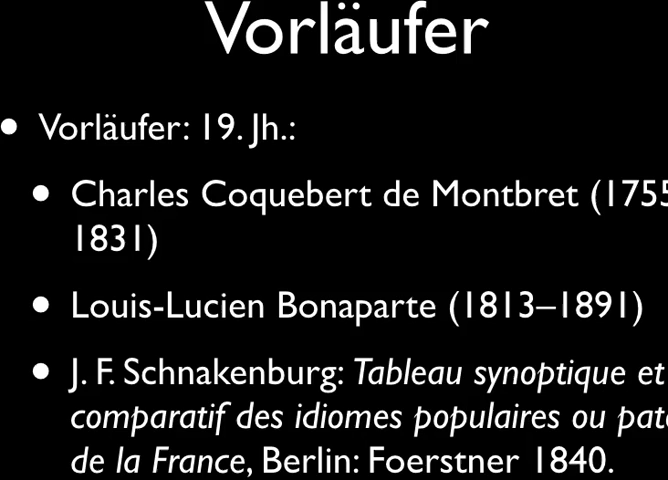 Vorläufer
• Vorläufer: 19. Jh.:
• Charles Coquebert de Montbret (1755
1831)
• Louis-Lucien Bonaparte (1813–1891)
• J. F. Schnakenburg: Tableau synoptique et
comparatif des idiomes populaires ou
de la France, Berlin: Foerstner 1840.